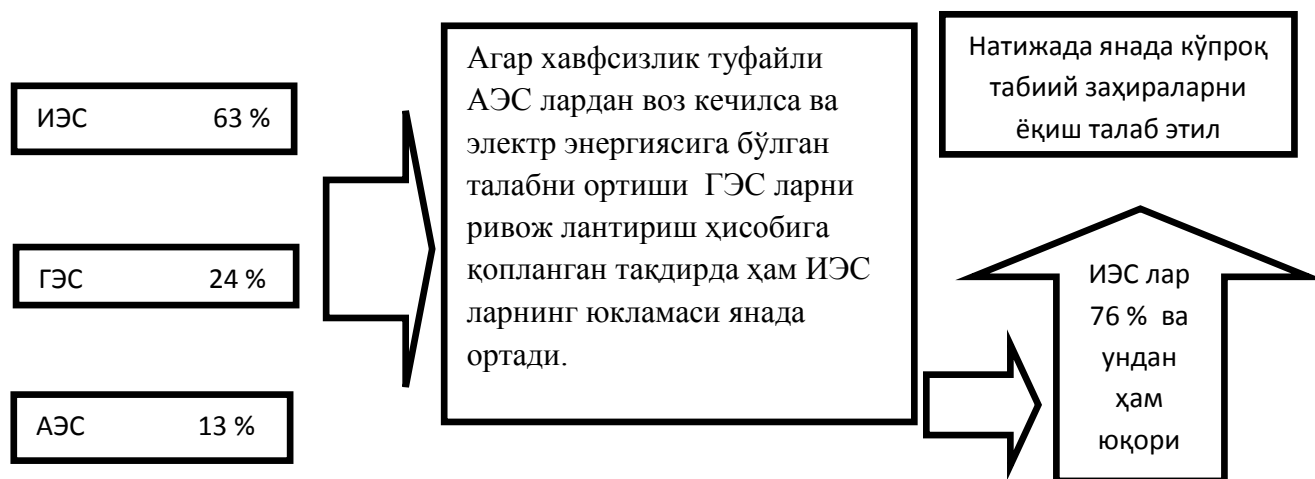 ИЭС 63 %
ГЭС 24 %
АЭС 13 %
Агар хавфсизлик туфайли
АЭС лардан воз кечилса ва
электр энергиясига бўлган
талабни ортиши ГЭС ларни
ривож лантириш ҳисобига
қопланган тақдирда ҳам ИЭС
ларнинг юкламаси янада
ортади.
ИЭС лар
76 % ва
ундан
ҳам
юқори
Натижада янада кўпроқ
табиий заҳираларни
ёқиш талаб этил